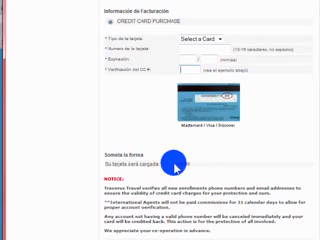 Información de Facturación
CREDIT CARD PURCHASE
* Tipo de la tarjeta: Select a Card
* Numero de la tarjeta: (12-15 caracteres, no espacios)
* Expiración: / (mm/aa)
* Verificación del CC #: (vea el ejemplo abajo)
Mastercard / Visa / Discover
Someta la forma
Su tarjeta será cargada:
NOTICE:
Traverus Travel verifies all new enrollments phone numbers and email addresses to
ensure the validity of credit card charges for your protection and ours.
**International Agents will not be paid commissions for 21 calendar days to allow for
proper account verification.
Any account not having a valid phone number will be canceled immediately and your
card will be credited back. This action is for the protection of all involved.
We appreciate your co-operation in advance.